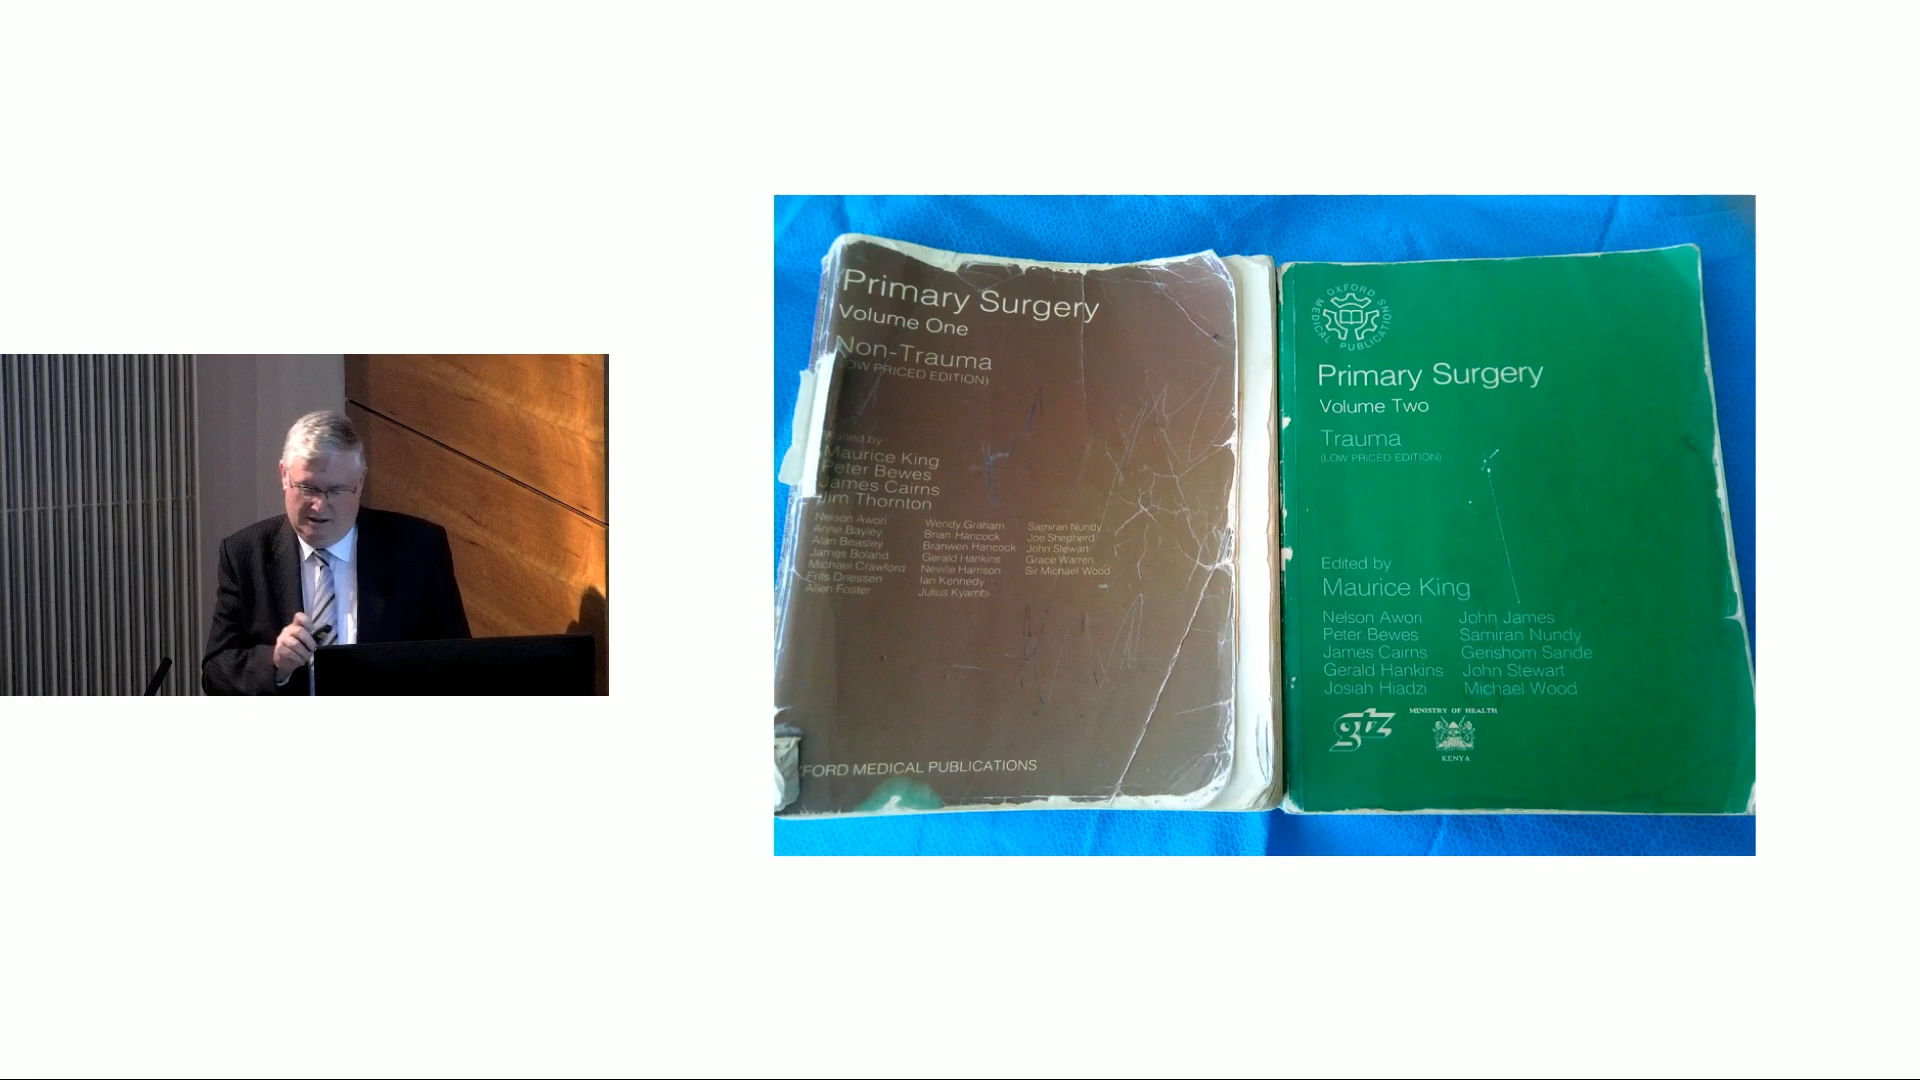 Primary Surgery
Volume One
Non-Trauma
(LOW PRICED EDITION)
Edited by
Maurice King
Peter Bewes
James Cairns
Jim Thornton
Nelson Awori
Anne Bayley
Alan Beasley
James Boland
Michael Crawford
Frits Driessen
Allen Foster
Wendy Graham
Brian Hancock
Branwen Hancock
Gerald Hankins
Neville Harrison
Ian Kennedy
Julius Kyambi
Samiran Nundy
Joe Shepherd
John Stewart
Grace Warren
Sir Michael Wood
FORD MEDICAL PUBLICATIONS
OXFORD MEDICAL PUBLICATIONS
Primary Surgery
Volume Two
Trauma
(LOW PRICED EDITION)
Edited by
Maurice King
Nelson Awori
Peter Bewes
James Cairns
Gerald Hankins
Josiah Hiadzi
John James
Samiran Nundy
Gerishom Sande
John Stewart
Michael Wood
gtz
MINISTRY OF HEALTH
KENYA